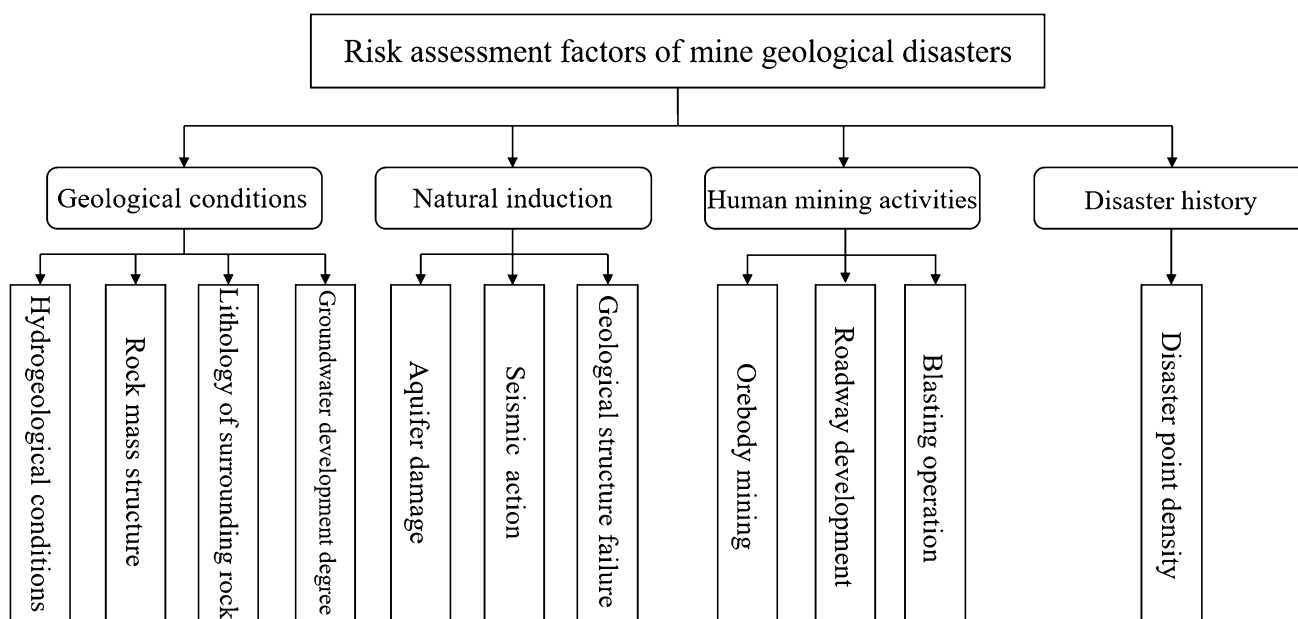 Risk assessment factors of mine geological disasters
Geological conditions
Natural induction
Human mining activities
Disaster history
Hydrogeological conditions
Rock mass structure
Lithology of surrounding rock
Groundwater development degree
Aquifer damage
Seismic action
Geological structure failure
Orebody mining
Roadway development
Blasting operation
Disaster point density